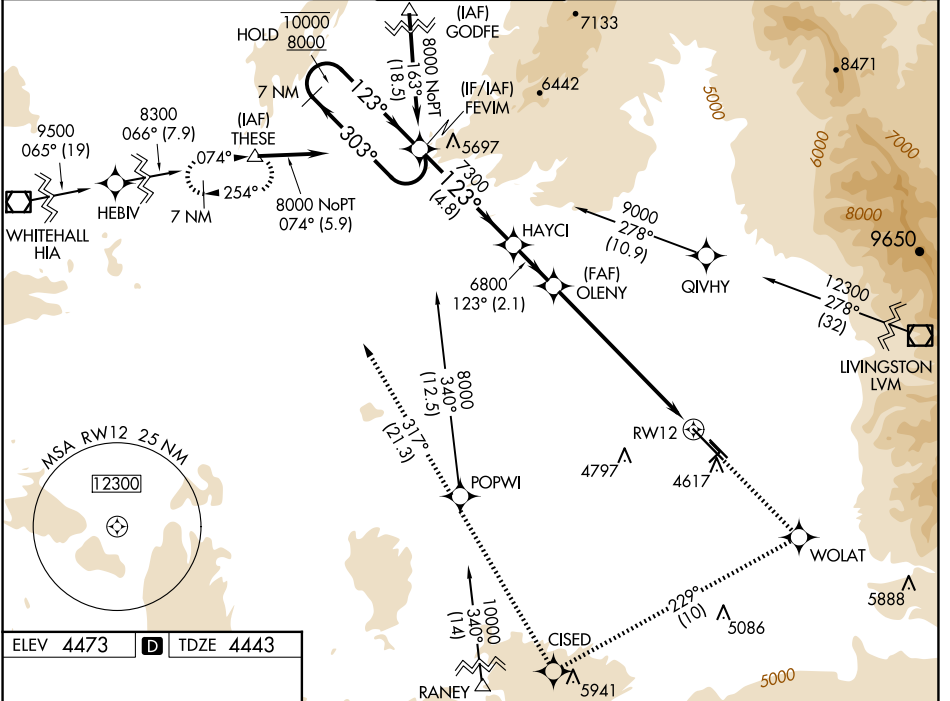 10000
8000
HOLD
7 NM
123°
303°
(IAF)
GODFE
8000 NoPT
163°
(18.5)
7133
8471
6442
(IF/IAF)
FEVIM
5697
5000
6000
7000
8000
9650
9500
065° (19)
8300
066° (7.9)
(IAF)
THESE
074°
254°
7 NM
8000 NoPT
074° (5.9)
WHITEHALL
HIA
HEBIV
7300
123°
(4.8)
HAYCI
6800
123° (2.1)
(FAF)
OLENY
9000
278°
(10.9)
QIVHY
12300
278°
(32)
LIVINGSTON
LVM
8000
340°
(12.5)
317°
(21.3)
POPWI
RW12
4797
4617
WOLAT
MSA RW12 25 NM
12300
229°
(10)
5086
5888
10000
340°
(14)
RANEY
CISED
5941
5000
ELEV 4473 D TDZE 4443